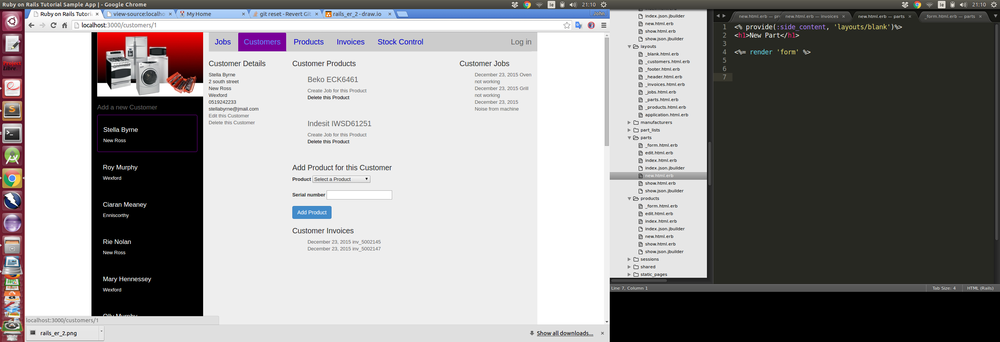 Ruby on Rails Tutorial Sample App | - Google Chrome
Ie
21:10
Ie
21:10
Ruby on Rails Tutoria ×
view-source:localho ×
My Home ×
git reset - Revert Git ×
rails_er_2 - draw.io ×
John
localhost:3000/customers/1
Project
Libre
Jobs
Customers
Products
Invoices
Stock Control
Log in
Add a new Customer
Stella Byrne
New Ross
Roy Murphy
Wexford
Ciaran Meaney
Enniscorthy
Rie Nolan
New Ross
Mary Hennessey
Wexford
Olly Murphy
Customer Details
Stella Byrne
2 south street
New Ross
Wexford
0519242233
stellabyrne@jmail.com
Edit this Customer
Delete this Customer
Customer Products
Beko ECK6461
Create Job for this Product
Delete this Product
Indesit IWSD61251
Create Job for this Product
Delete this Product
Add Product for this Customer
Product Select a Product
Serial number
Add Product
Customer Invoices
December 23, 2015 inv_5002145
December 23, 2015 inv_5002147
Customer Jobs
December 23, 2015 Oven
not working
December 23, 2015 Grill
not working
December 23, 2015
Noise from machine
localhost:3000/customers/1
rails_er_2.png
Show all downloads... ×
index.html.erb
index.json.jbuilder
new.html.erb
show.html.erb
show.json.jbuilder
layouts
_blank.html.erb
_customers.html.erb
_footer.html.erb
_header.html.erb
_invoices.html.erb
_jobs.html.erb
_parts.html.erb
_products.html.erb
application.html.erb
manufacturers
part_lists
parts
_form.html.erb
edit.html.erb
index.html.erb
index.json.jbuilder
new.html.erb
show.html.erb
show.json.jbuilder
products
_form.html.erb
edit.html.erb
index.html.erb
index.json.jbuilder
new.html.erb
show.html.erb
show.json.jbuilder
sessions
shared
static_pages
new.html.erb — pro
new.html.erb — invoices ×
new.html.erb — parts ×
_form.html.erb — parts ×
1 <% provide(:side_content, 'layouts/blank')%>
2 <h1>New Part</h1>
3
4 <%= render 'form' %>
5
6
7
Line 7, Column 1
Tab Size: 4
HTML (Rails)